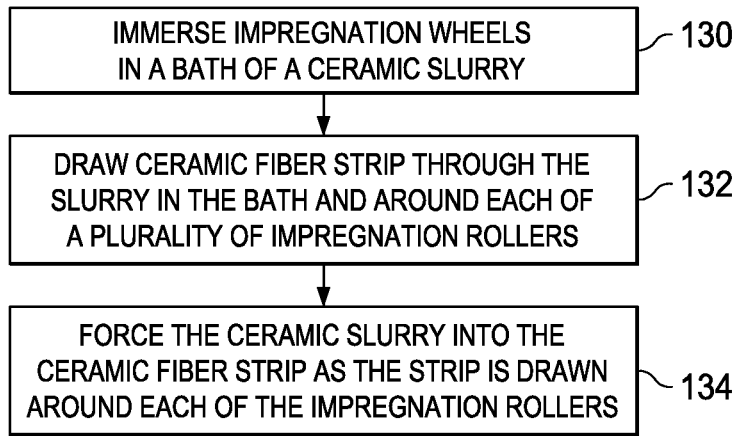 IMMERSE IMPREGNATION WHEELS
IN A BATH OF A CERAMIC SLURRY
130
DRAW CERAMIC FIBER STRIP THROUGH THE
SLURRY IN THE BATH AND AROUND EACH OF
A PLURALITY OF IMPREGNATION ROLLERS
132
FORCE THE CERAMIC SLURRY INTO THE
CERAMIC FIBER STRIP AS THE STRIP IS DRAWN
AROUND EACH OF THE IMPREGNATION ROLLERS
134